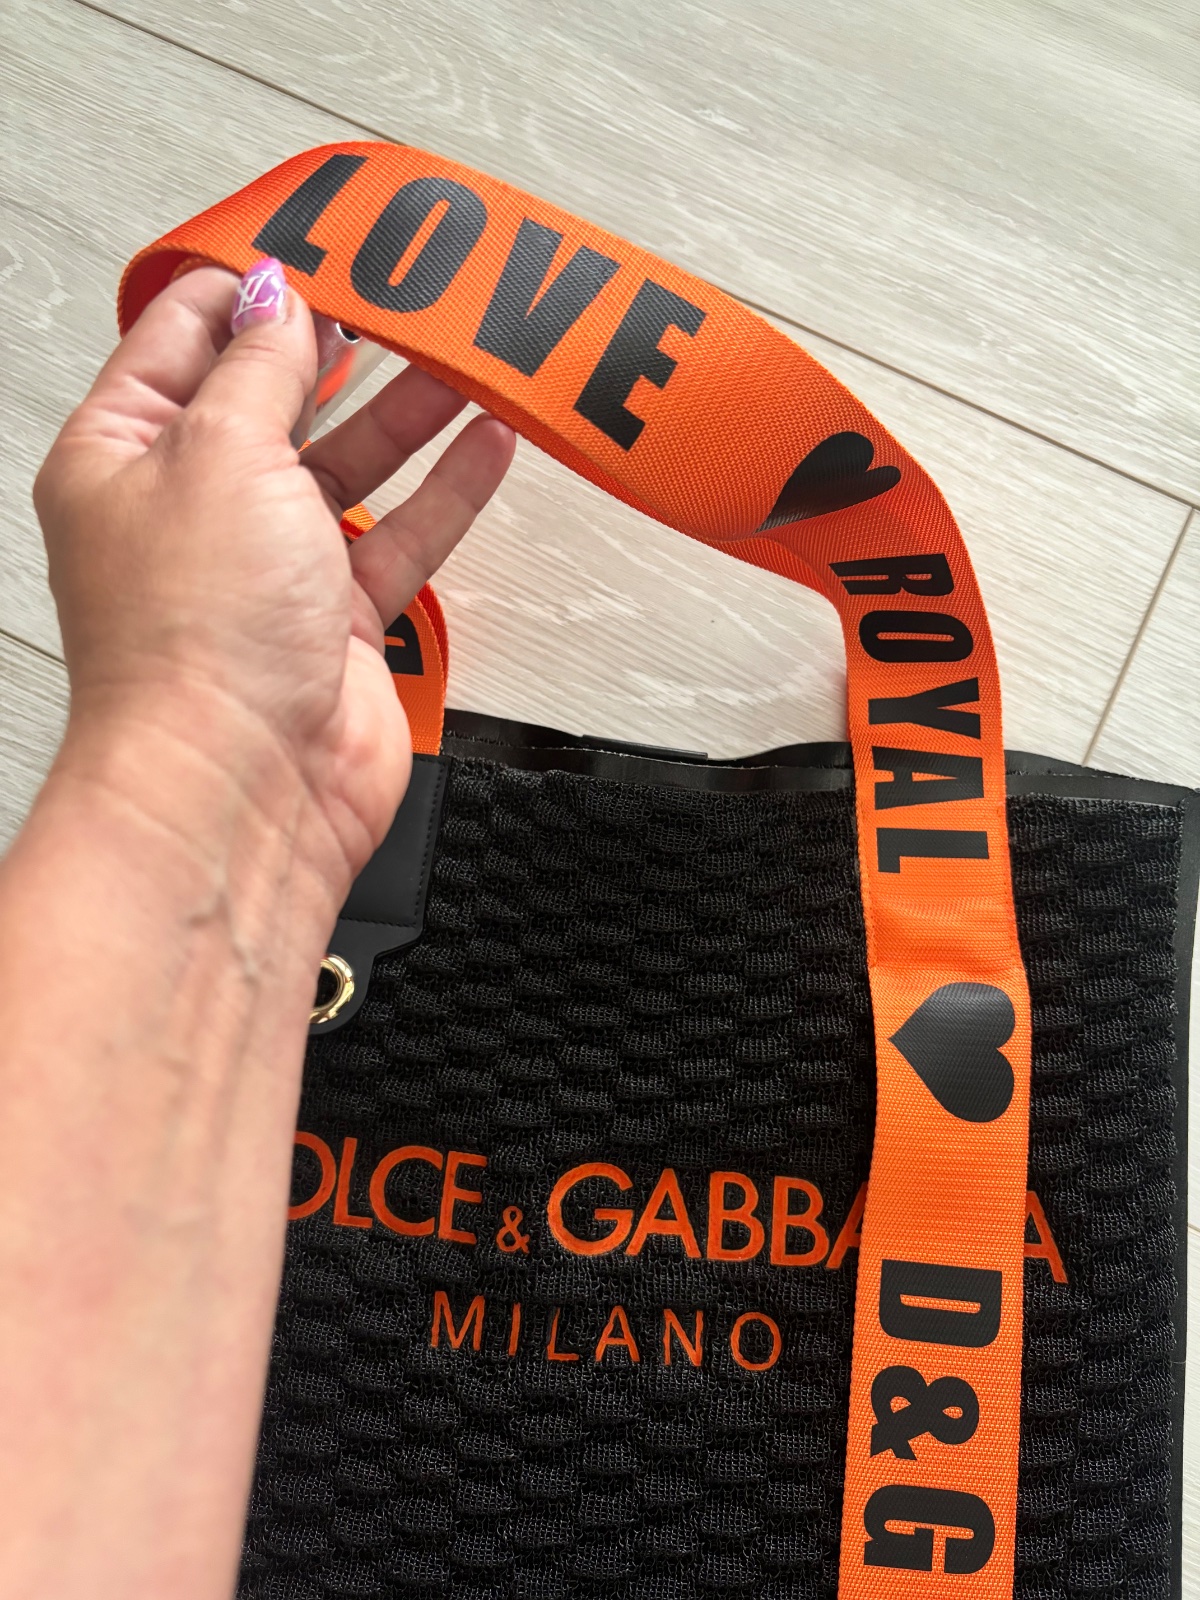 LOVE ♥ ROYAL ♥ D&G
OLCE & GABBA A
MILANO